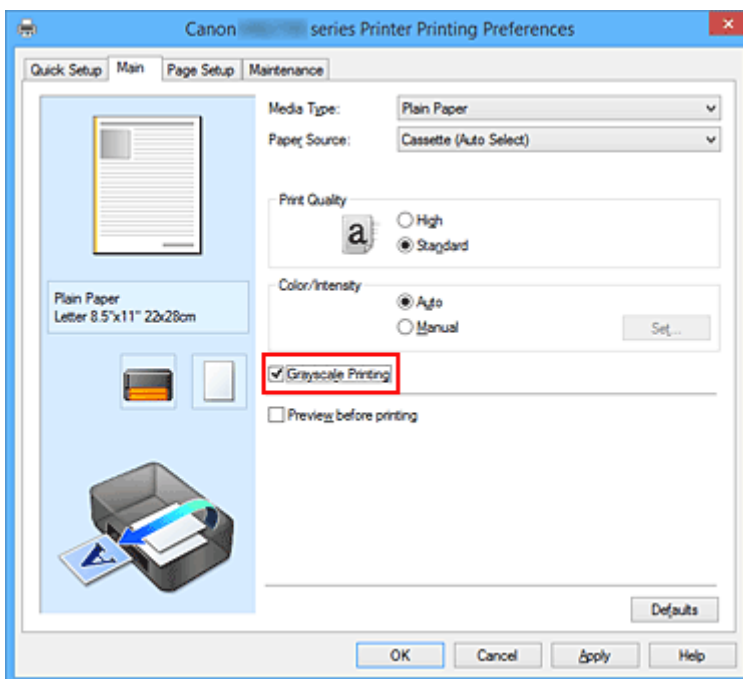 Canon series Printer Printing Preferences
Quick Setup Main Page Setup Maintenance
Media Type: Plain Paper
Paper Source: Cassette (Auto Select)
Print Quality
a
High
Standard
Color/Intensity
Auto
Manual
Set...
Plain Paper
Letter 8.5"x11" 22x28cm
Grayscale Printing
Preview before printing
A
Defaults
OK Cancel Apply Help